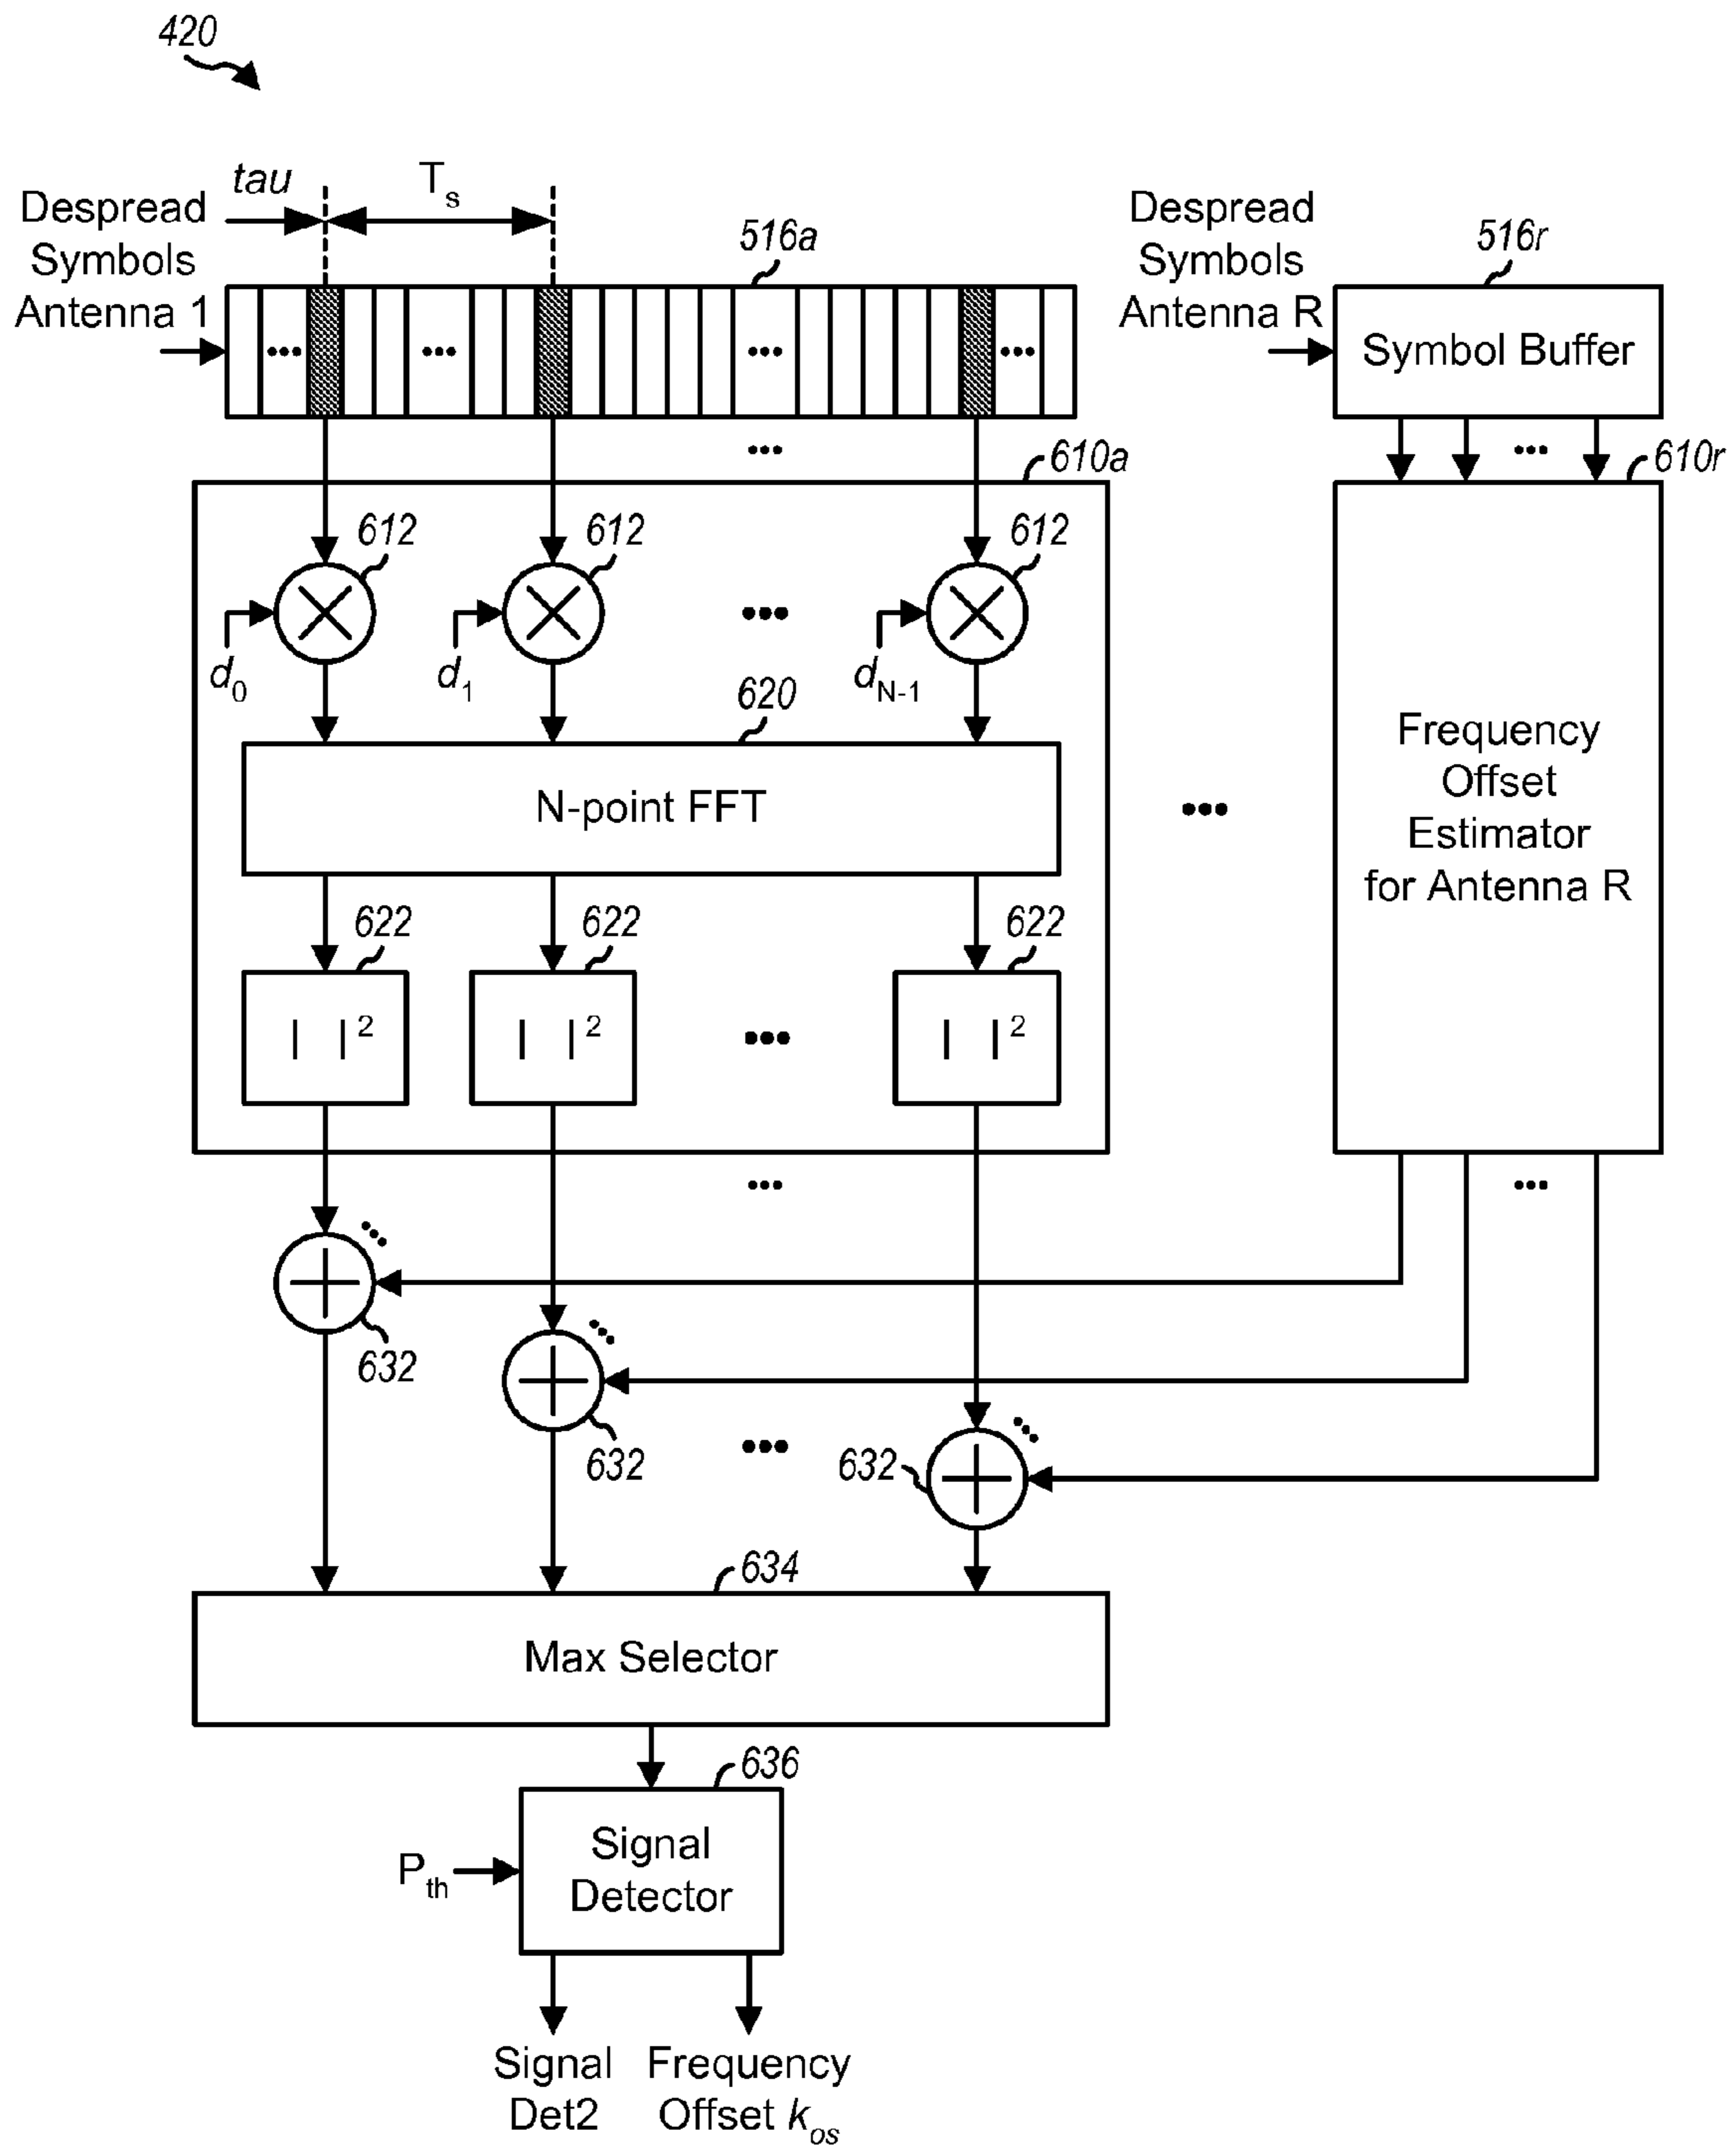 420
tau
Ts
Despread
Symbols
Antenna 1
516a
Despread
Symbols
Antenna R
516r
Symbol Buffer
610a
610r
612
612
612
d0
d1
dN-1
620
N-point FFT
Frequency
Offset
Estimator
for Antenna R
622
622
622
| |2
| |2
| |2
632
632
632
634
Max Selector
636
Signal
Detector
Pth
Signal
Det2
Frequency
Offset kos